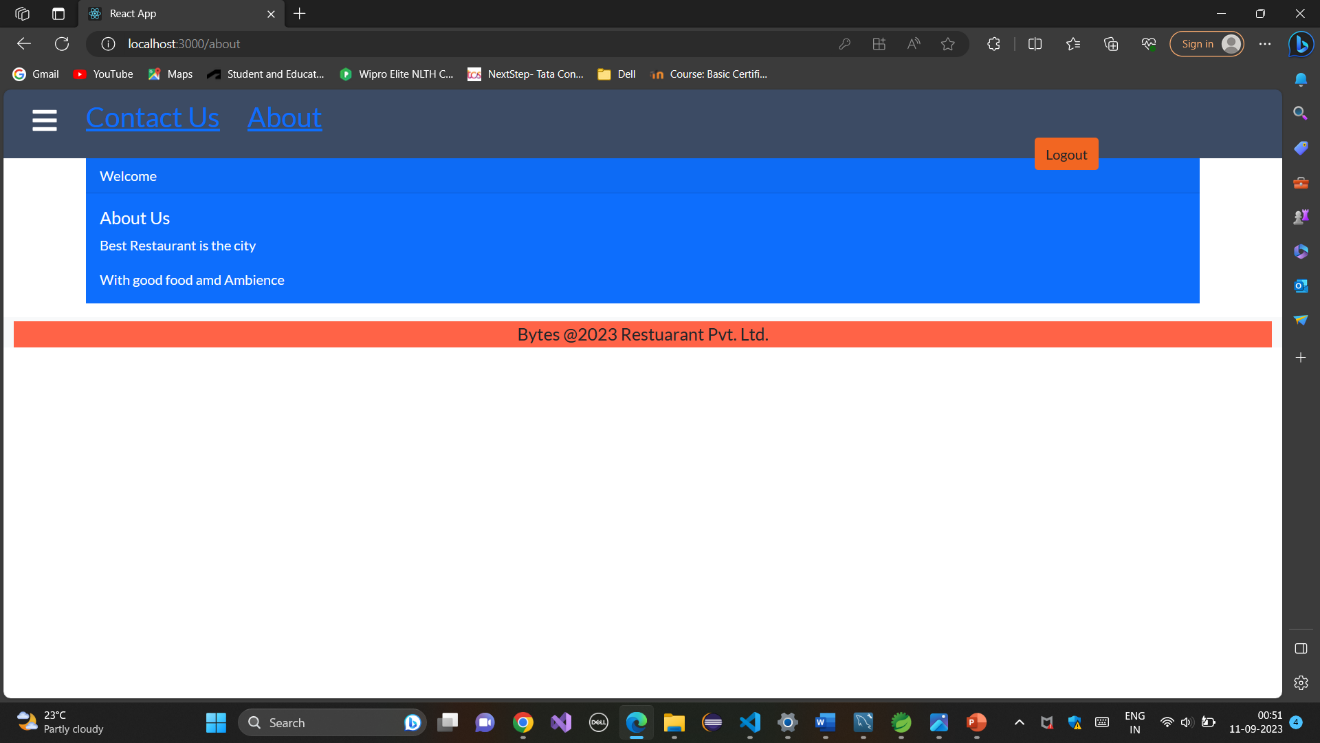 React App
localhost:3000/about
Sign in
Gmail
YouTube
Maps
Student and Educat...
Wipro Elite NLTH C...
NextStep- Tata Con...
Dell
Course: Basic Certifi...
Contact Us
About
Logout
Welcome
About Us
Best Restaurant is the city
With good food amd Ambience
Bytes @2023 Restuarant Pvt. Ltd.
23°C
Partly cloudy
Search
ENG
IN
00:51
11-09-2023
4